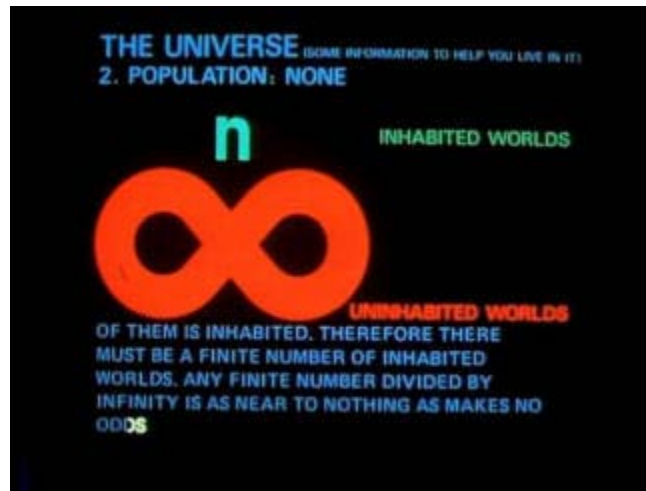 THE UNIVERSE (SOME INFORMATION TO HELP YOU LIVE IN IT)
2. POPULATION: NONE
n
INHABITED WORLDS
∞
UNINHABITED WORLDS
OF THEM IS INHABITED. THEREFORE THERE
MUST BE A FINITE NUMBER OF INHABITED
WORLDS. ANY FINITE NUMBER DIVIDED BY
INFINITY IS AS NEAR TO NOTHING AS MAKES NO
ODDS